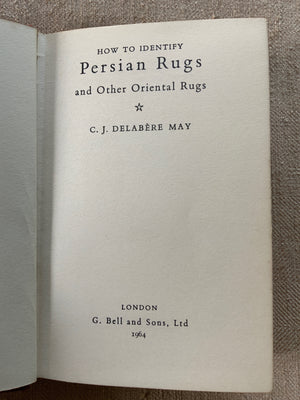 HOW TO IDENTIFY
Persian Rugs
and Other Oriental Rugs
C. J. DELABÈRE MAY
LONDON
G. Bell and Sons, Ltd
1964